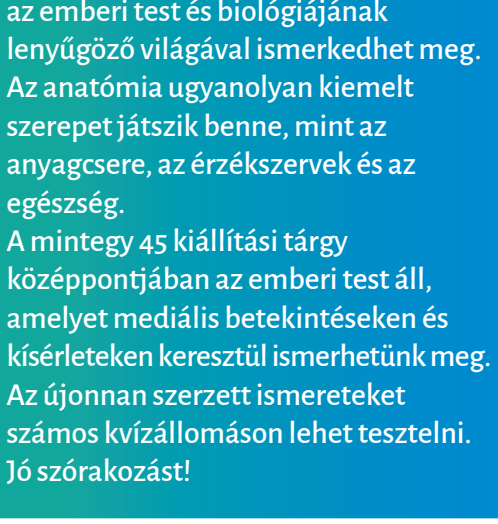 az emberi test és biológiájának
lenyűgöző világával ismerkedhet meg.
Az anatómia ugyanolyan kiemelt
szerepet játszik benne, mint az
anyagcsere, az érzékszervek és az
egészség.
A mintegy 45 kiállítási tárgy
középpontjában az emberi test áll,
amelyet mediális betekintéseken és
kísérleteken keresztül ismerhetünk meg.
Az újonnan szerzett ismereteket
számos kvízállomáson lehet tesztelni.
Jó szórakozást!